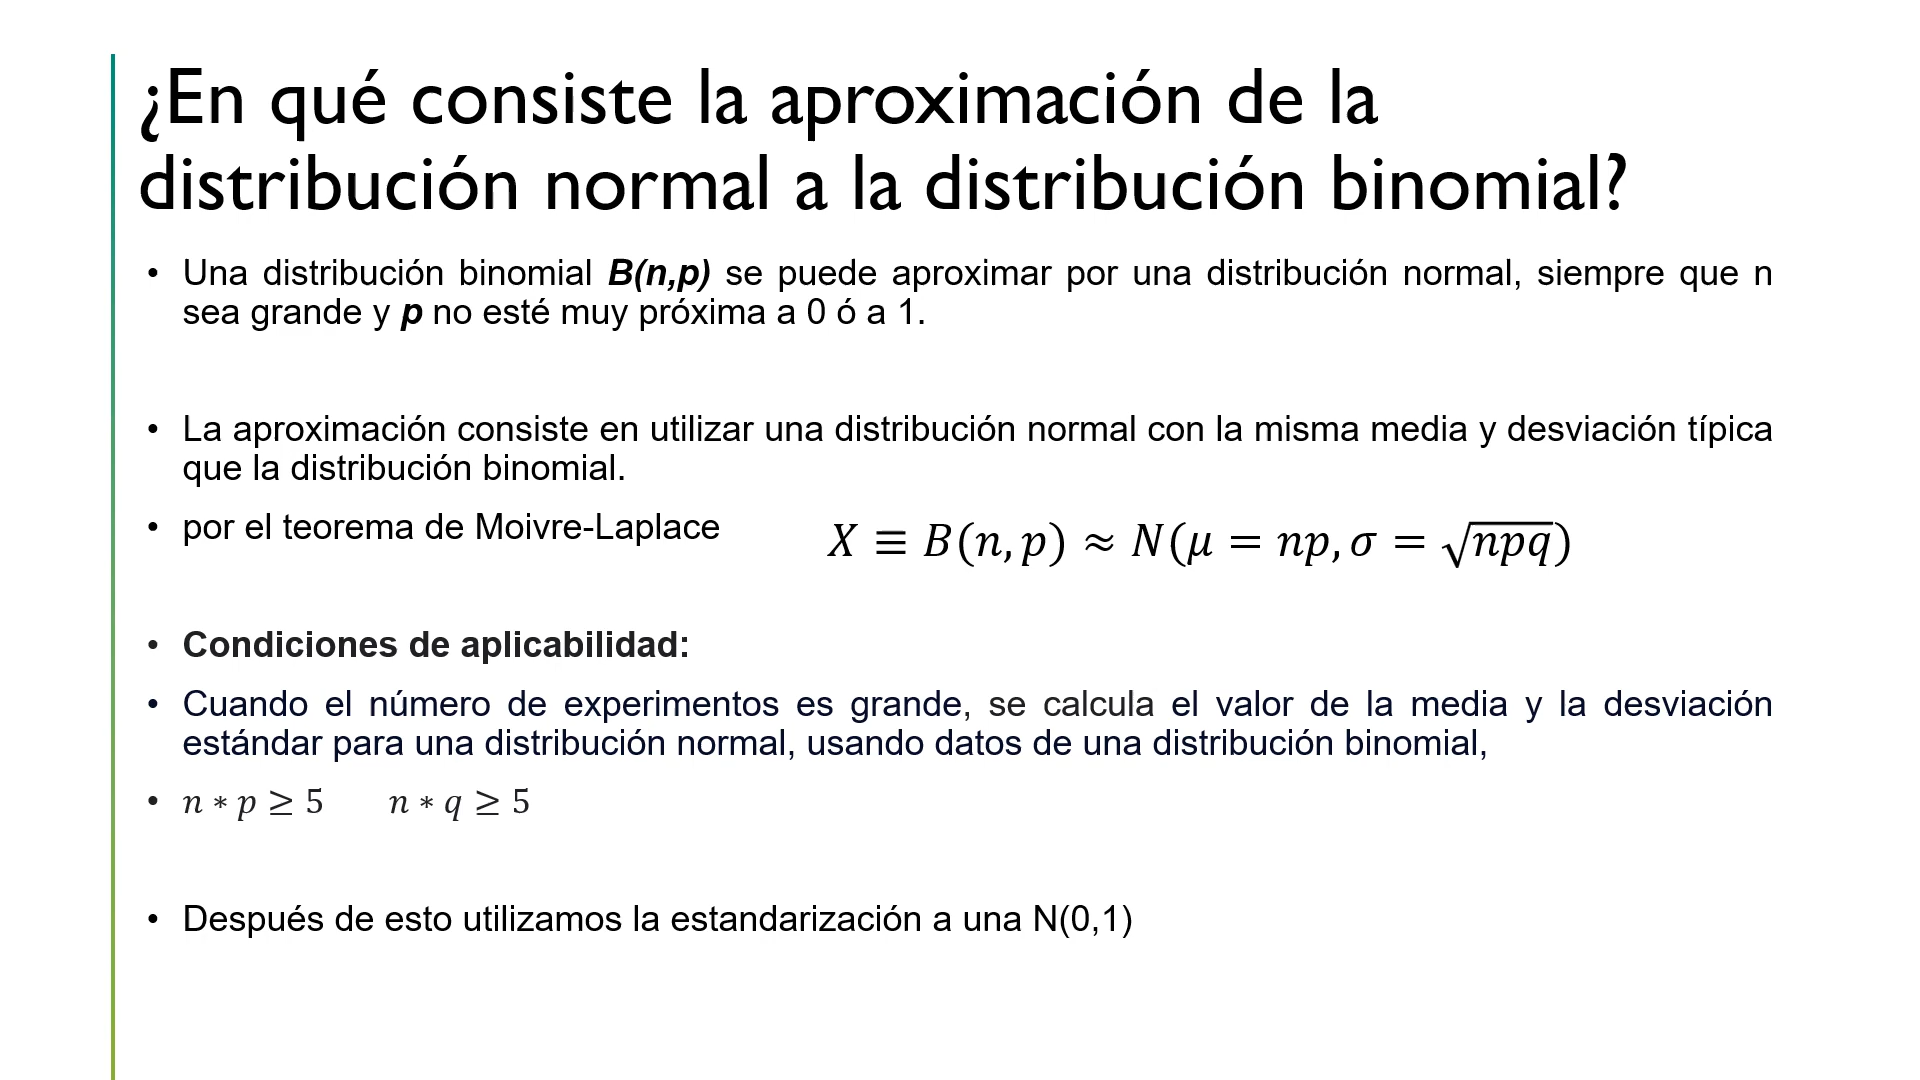 ¿En qué consiste la aproximación de la
distribución normal a la distribución binomial?
• Una distribución binomial B(n,p) se puede aproximar por una distribución normal, siempre que n
sea grande y p no esté muy próxima a 0 ó a 1.
• La aproximación consiste en utilizar una distribución normal con la misma media y desviación típica
que la distribución binomial.
• por el teorema de Moivre-Laplace X ≡ B(n, p) ≈ N(μ = np, σ = √npq)
• Condiciones de aplicabilidad:
• Cuando el número de experimentos es grande, se calcula el valor de la media y la desviación
estándar para una distribución normal, usando datos de una distribución binomial,
• n ∗ p ≥ 5 n ∗ q ≥ 5
• Después de esto utilizamos la estandarización a una N(0,1)